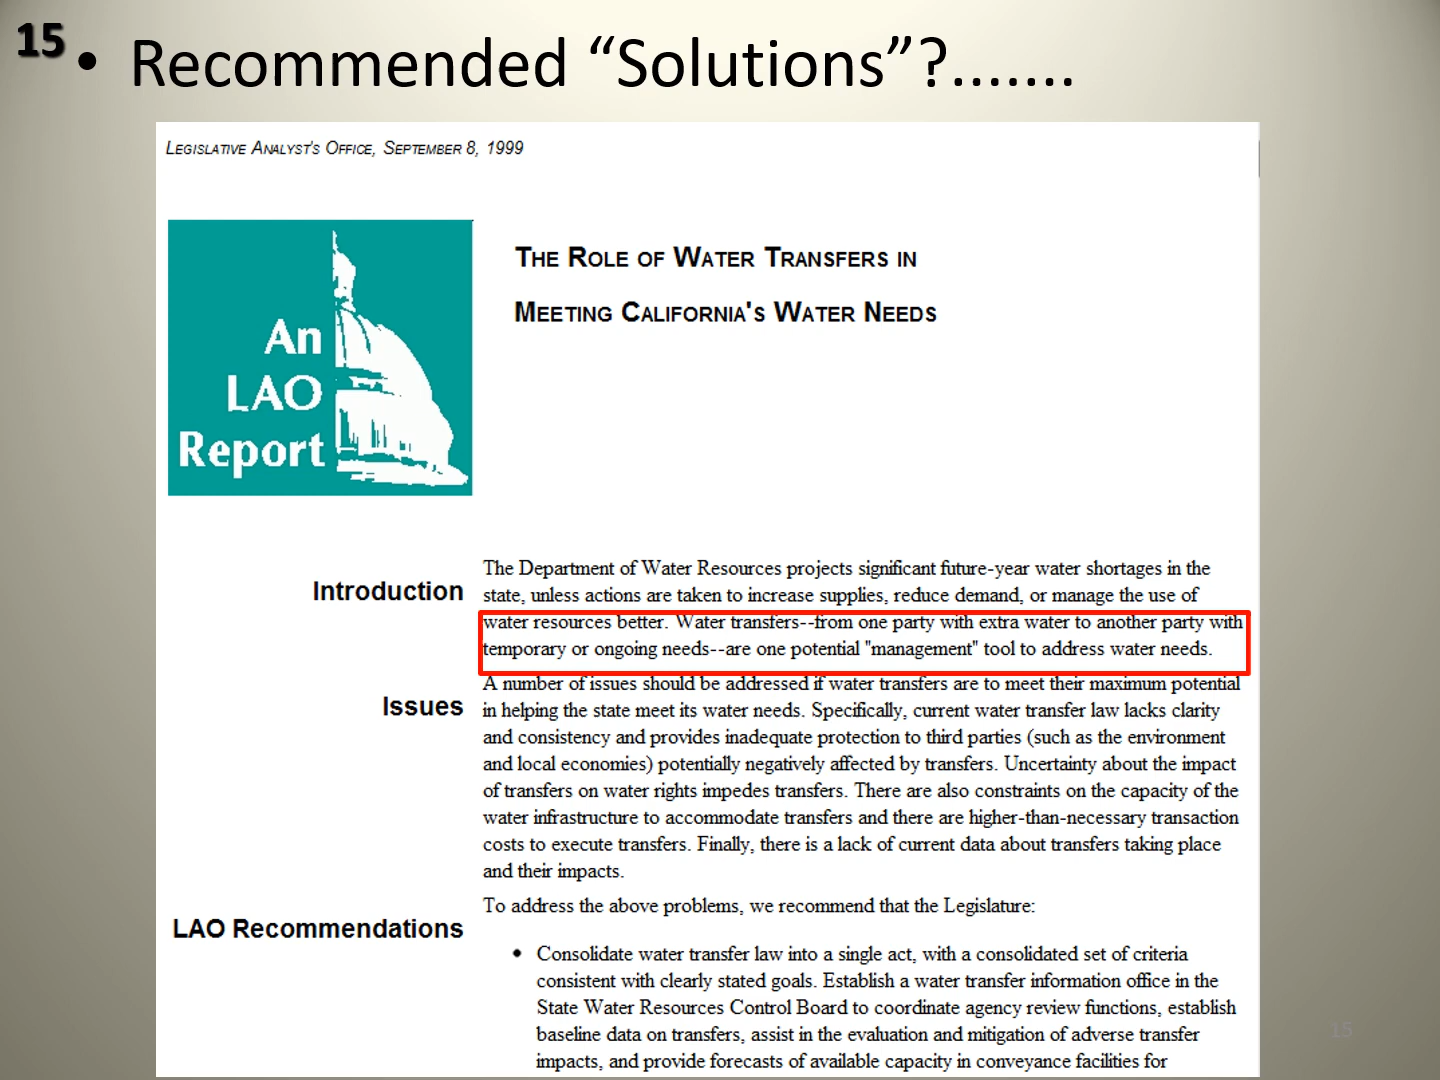 15
• Recommended “Solutions”?.......
LEGISLATIVE ANALYST'S OFFICE, SEPTEMBER 8, 1999
An
LAO
Report
THE ROLE OF WATER TRANSFERS IN
MEETING CALIFORNIA'S WATER NEEDS
Introduction
The Department of Water Resources projects significant future-year water shortages in the
state, unless actions are taken to increase supplies, reduce demand, or manage the use of
water resources better. Water transfers--from one party with extra water to another party with
temporary or ongoing needs--are one potential "management" tool to address water needs.
Issues
A number of issues should be addressed if water transfers are to meet their maximum potential
in helping the state meet its water needs. Specifically, current water transfer law lacks clarity
and consistency and provides inadequate protection to third parties (such as the environment
and local economies) potentially negatively affected by transfers. Uncertainty about the impact
of transfers on water rights impedes transfers. There are also constraints on the capacity of the
water infrastructure to accommodate transfers and there are higher-than-necessary transaction
costs to execute transfers. Finally, there is a lack of current data about transfers taking place
and their impacts.
LAO Recommendations
To address the above problems, we recommend that the Legislature:
• Consolidate water transfer law into a single act, with a consolidated set of criteria
consistent with clearly stated goals. Establish a water transfer information office in the
State Water Resources Control Board to coordinate agency review functions, establish
baseline data on transfers, assist in the evaluation and mitigation of adverse transfer
impacts, and provide forecasts of available capacity in conveyance facilities for
15